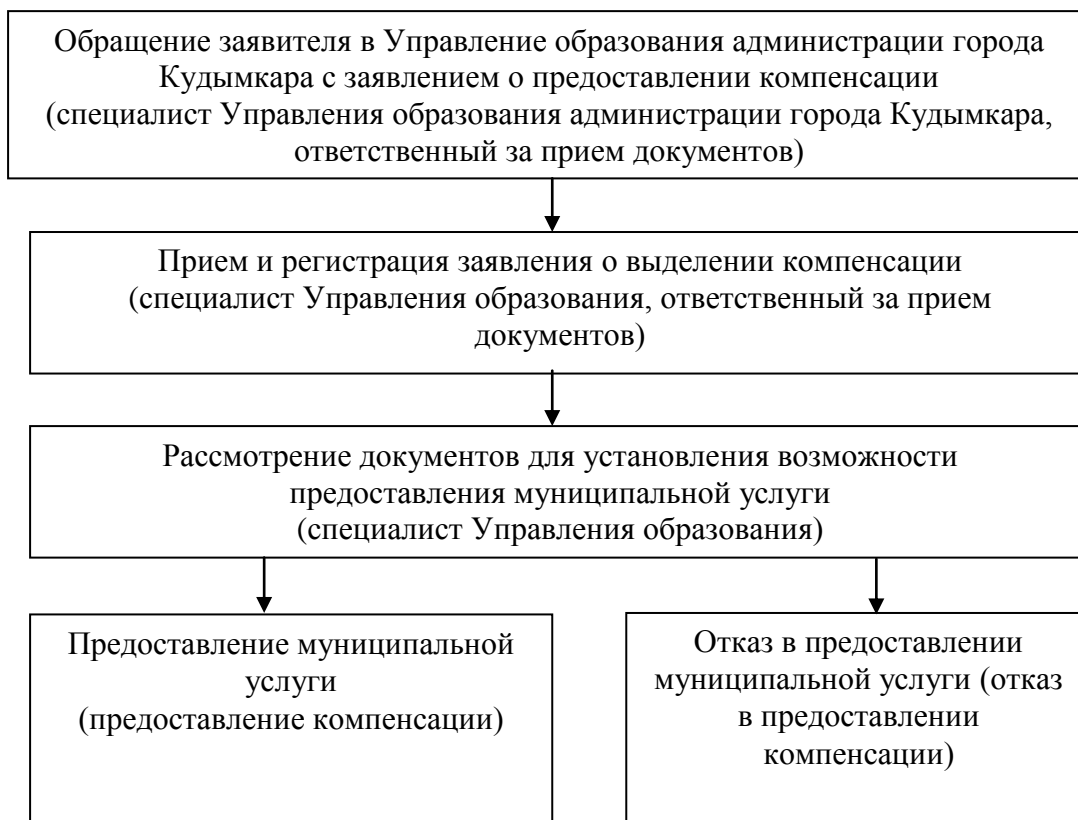 Обращение заявителя в Управление образования администрации города
Кудымкара с заявлением о предоставлении компенсации
(специалист Управления образования администрации города Кудымкара,
ответственный за прием документов)
Прием и регистрация заявления о выделении компенсации
(специалист Управления образования, ответственный за прием
документов)
Рассмотрение документов для установления возможности
предоставления муниципальной услуги
(специалист Управления образования)
Предоставление муниципальной
услуги
(предоставление компенсации)
Отказ в предоставлении
муниципальной услуги (отказ
в предоставлении
компенсации)